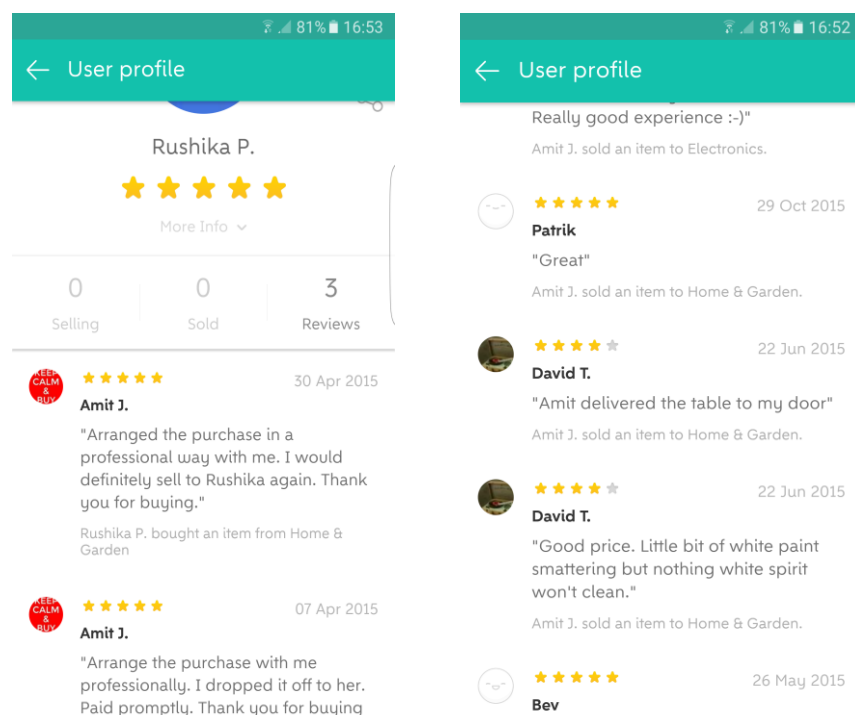 81% 16:53
User profile
Rushika P.
More Info
0
Selling
0
Sold
3
Reviews
KEEP
CALM
&
BUY
30 Apr 2015
Amit J.
"Arranged the purchase in a
professional way with me. I would
definitely sell to Rushika again. Thank
you for buying."
Rushika P. bought an item from Home &
Garden
KEEP
CALM
&
BUY
07 Apr 2015
Amit J.
"Arrange the purchase with me
professionally. I dropped it off to her.
Paid promptly. Thank you for buying
81% 16:52
User profile
Really good experience :-)"
Amit J. sold an item to Electronics.
29 Oct 2015
Patrik
"Great"
Amit J. sold an item to Home & Garden.
22 Jun 2015
David T.
"Amit delivered the table to my door"
Amit J. sold an item to Home & Garden.
22 Jun 2015
David T.
"Good price. Little bit of white paint
smattering but nothing white spirit
won't clean."
Amit J. sold an item to Home & Garden.
26 May 2015
Bev